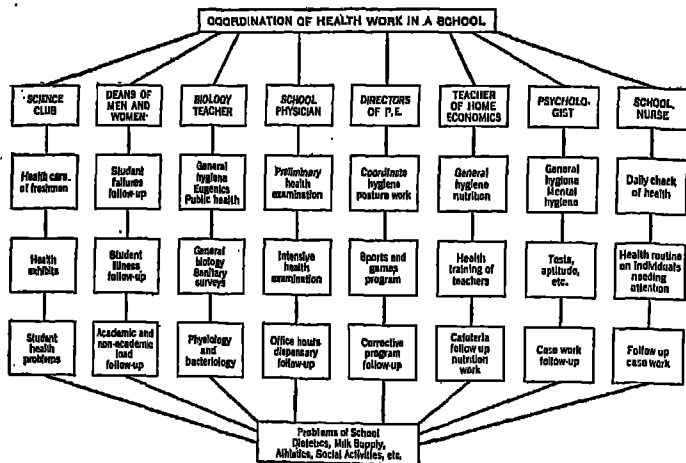 COORDINATION OF HEALTH WORK IN A SCHOOL
SCIENCE
CLUB
DEANS OF
MEN AND
WOMEN
BIOLOGY
TEACHER
SCHOOL
PHYSICIAN
DIRECTORS
OF P.E.
TEACHER
OF HOME
ECONOMICS
PSYCHOLO-
GIST
SCHOOL
NURSE
Health care
of freshmen
Student
failures
follow-up
General
hygiene
Eugenics
Public health
Preliminary
health
examination
Coordinate
hygiene
posture work
General
hygiene
nutrition
General
hygiene
Mental
hygiene
Daily check
of health
Health
exhibits
Student
illness
follow-up
General
biology
Sanitary
surveys
Intensive
health
examination
Sports and
games
program
Health
training of
teachers
Tests,
aptitude,
etc.
Health routine
on individuals
needing
attention
Student
health
problems
Academic and
non-academic
load
follow-up
Physiology
and
bacteriology
Office hours
dispensary
follow-up
Corrective
program
follow-up
Cafeteria
follow up
nutrition
work
Case work
follow-up
Follow up
case work
Problems of School
Dietetics, Milk Supply,
Athletics, Social Activities, etc.